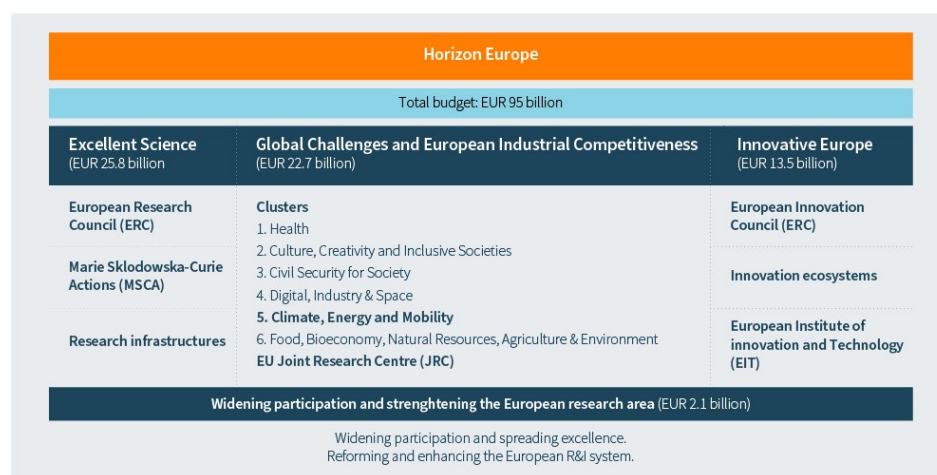 Horizon Europe
Total budget: EUR 95 billion
Excellent Science
(EUR 25.8 billion
Global Challenges and European Industrial Competitiveness
(EUR 22.7 billion)
Innovative Europe
(EUR 13.5 billion)
European Research
Council (ERC)
Marie Sklodowska-Curie
Actions (MSCA)
Research infrastructures
Clusters
1. Health
2. Culture, Creativity and Inclusive Societies
3. Civil Security for Society
4. Digital, Industry & Space
5. Climate, Energy and Mobility
6. Food, Bioeconomy, Natural Resources, Agriculture & Environment
EU Joint Research Centre (JRC)
European Innovation
Council (ERC)
Innovation ecosystems
European Institute of
innovation and Technology
(EIT)
Widening participation and strenghtening the European research area (EUR 2.1 billion)
Widening participation and spreading excellence.
Reforming and enhancing the European R&I system.